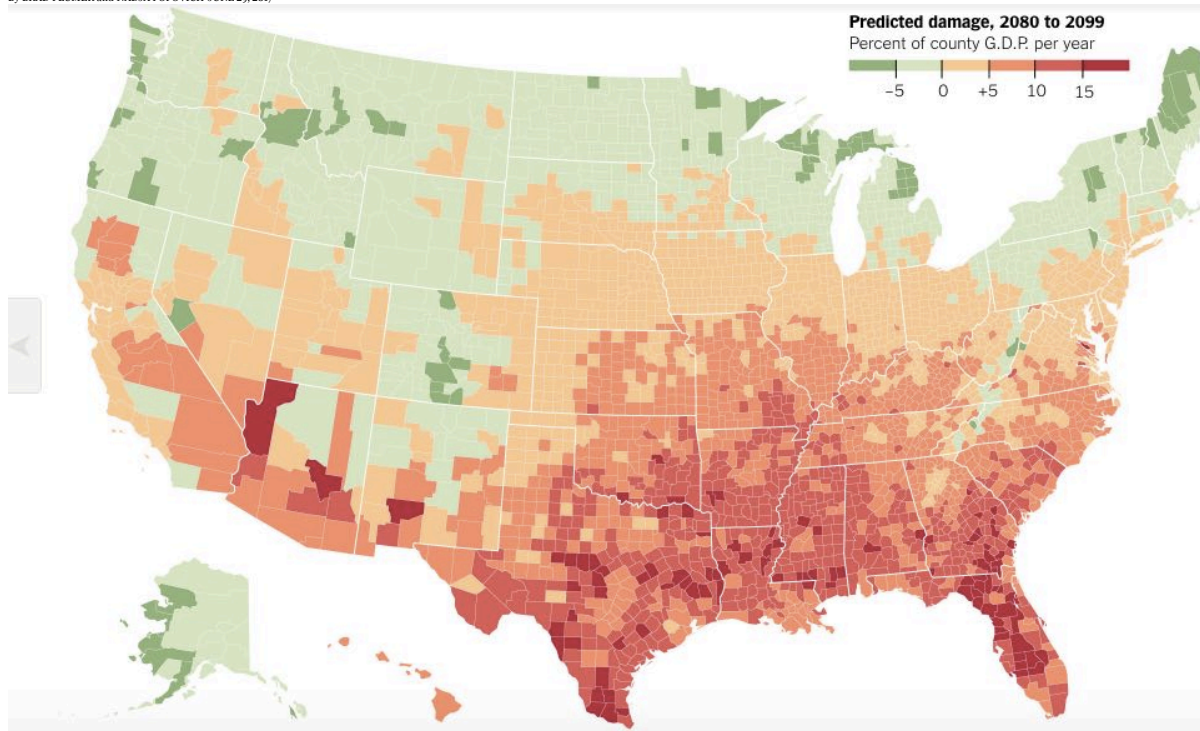 Predicted damage, 2080 to 2099
Percent of county G.D.P. per year
−5 0 +5 10 15